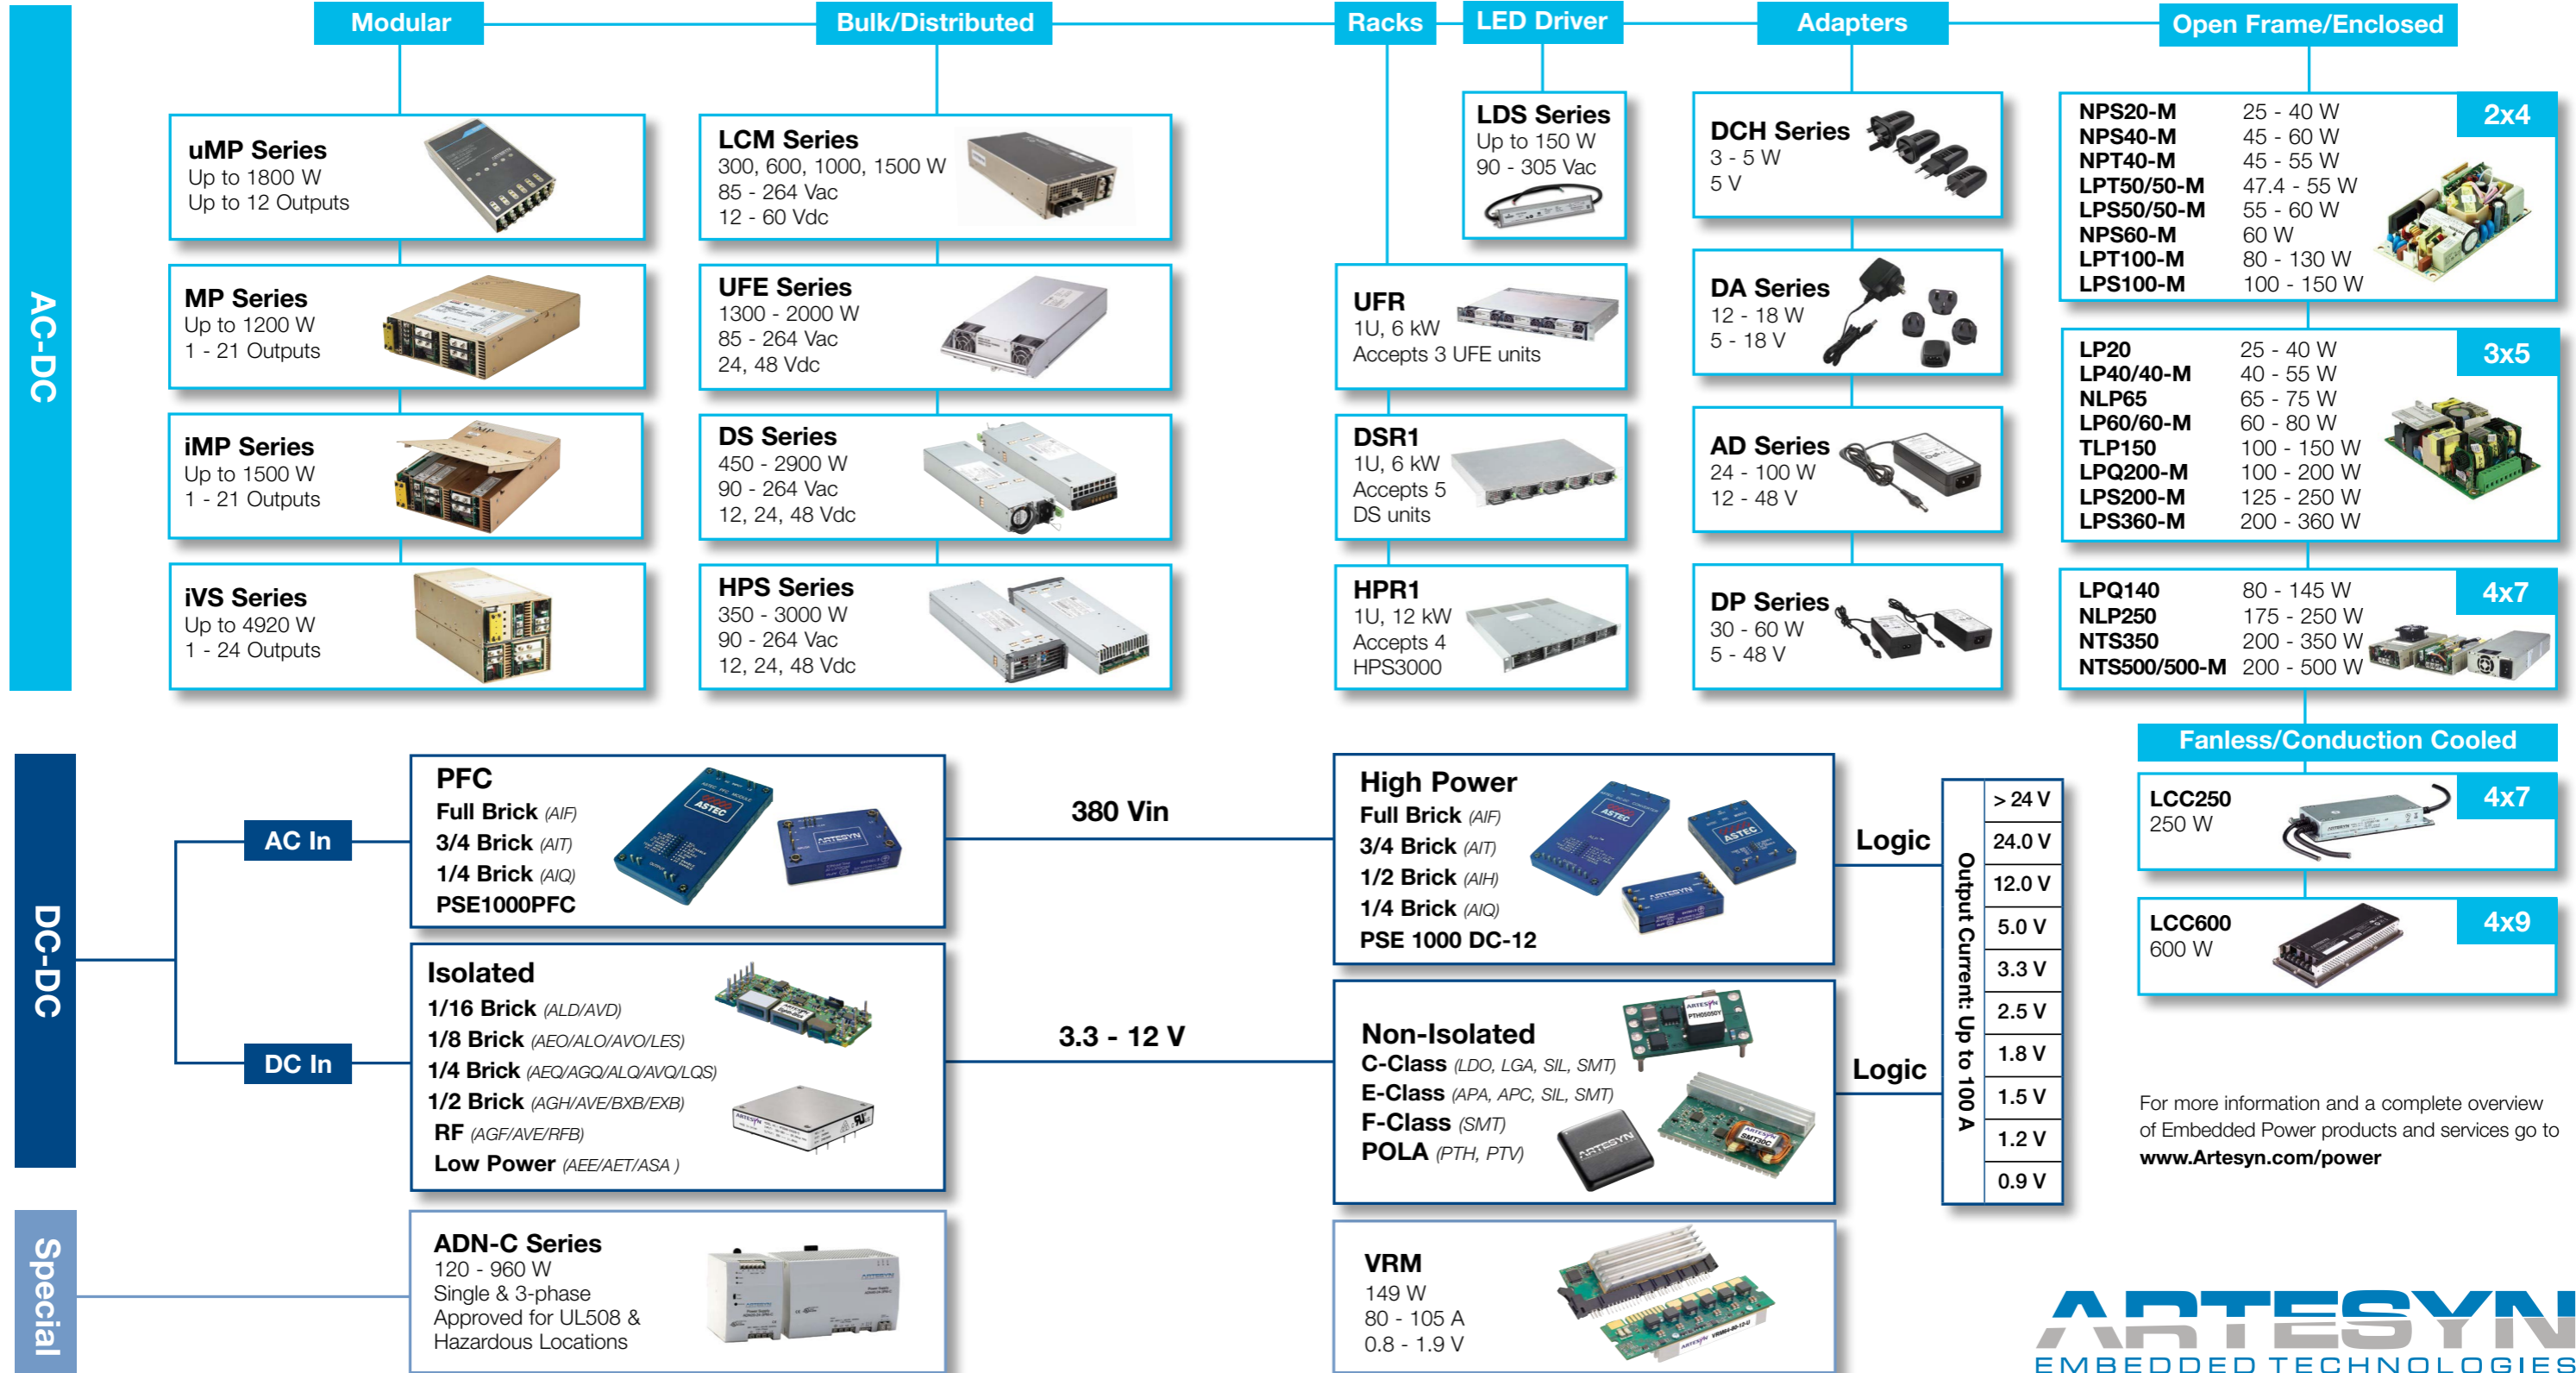 Modular
Bulk/Distributed
Racks
LED Driver
Adapters
Open Frame/Enclosed
AC-DC
uMP Series
Up to 1800 W
Up to 12 Outputs
MP Series
Up to 1200 W
1 - 21 Outputs
iMP Series
Up to 1500 W
1 - 21 Outputs
iVS Series
Up to 4920 W
1 - 24 Outputs
LCM Series
300, 600, 1000, 1500 W
85 - 264 Vac
12 - 60 Vdc
UFE Series
1300 - 2000 W
85 - 264 Vac
24, 48 Vdc
DS Series
450 - 2900 W
90 - 264 Vac
12, 24, 48 Vdc
HPS Series
350 - 3000 W
90 - 264 Vac
12, 24, 48 Vdc
LDS Series
Up to 150 W
90 - 305 Vac
UFR
1U, 6 kW
Accepts 3 UFE units
DSR1
1U, 6 kW
Accepts 5
DS units
HPR1
1U, 12 kW
Accepts 4
HPS3000
DCH Series
3 - 5 W
5 V
DA Series
12 - 18 W
5 - 18 V
AD Series
24 - 100 W
12 - 48 V
DP Series
30 - 60 W
5 - 48 V
2x4
NPS20-M 25 - 40 W
NPS40-M 45 - 60 W
NPT40-M 45 - 55 W
LPT50/50-M 47.4 - 55 W
LPS50/50-M 55 - 60 W
NPS60-M 60 W
LPT100-M 80 - 130 W
LPS100-M 100 - 150 W
3x5
LP20 25 - 40 W
LP40/40-M 40 - 55 W
NLP65 65 - 75 W
LP60/60-M 60 - 80 W
TLP150 100 - 150 W
LPQ200-M 100 - 200 W
LPS200-M 125 - 250 W
LPS360-M 200 - 360 W
4x7
LPQ140 80 - 145 W
NLP250 175 - 250 W
NTS350 200 - 350 W
NTS500/500-M 200 - 500 W
Fanless/Conduction Cooled
LCC250
250 W
4x7
LCC600
600 W
4x9
DC-DC
AC In
DC In
PFC
Full Brick (AIF)
3/4 Brick (AIT)
1/4 Brick (AIQ)
PSE1000PFC
ASTEC
ARTESYN
380 Vin
High Power
Full Brick (AIF)
3/4 Brick (AIT)
1/2 Brick (AIH)
1/4 Brick (AIQ)
PSE 1000 DC-12
ASTEC
ASTEC
ARTESYN
Logic
Isolated
1/16 Brick (ALD/AVD)
1/8 Brick (AEO/ALO/AVO/LES)
1/4 Brick (AEQ/AGQ/ALQ/AVQ/LQS)
1/2 Brick (AGH/AVE/BXB/EXB)
RF (AGF/AVE/RFB)
Low Power (AEE/AET/ASA )
ARTESYN
3.3 - 12 V
Non-Isolated
C-Class (LDO, LGA, SIL, SMT)
E-Class (APA, APC, SIL, SMT)
F-Class (SMT)
POLA (PTH, PTV)
ARTESYN
PTH05050Y
ARTESYN
ARTESYN
SMT30C
Logic
Output Current: Up to 100 A
> 24 V
24.0 V
12.0 V
5.0 V
3.3 V
2.5 V
1.8 V
1.5 V
1.2 V
0.9 V
For more information and a complete overview
of Embedded Power products and services go to
www.Artesyn.com/power
Special
ADN-C Series
120 - 960 W
Single & 3-phase
Approved for UL508 &
Hazardous Locations
VRM
149 W
80 - 105 A
0.8 - 1.9 V
ARTESYN
ARTESYN
EMBEDDED TECHNOLOGIES